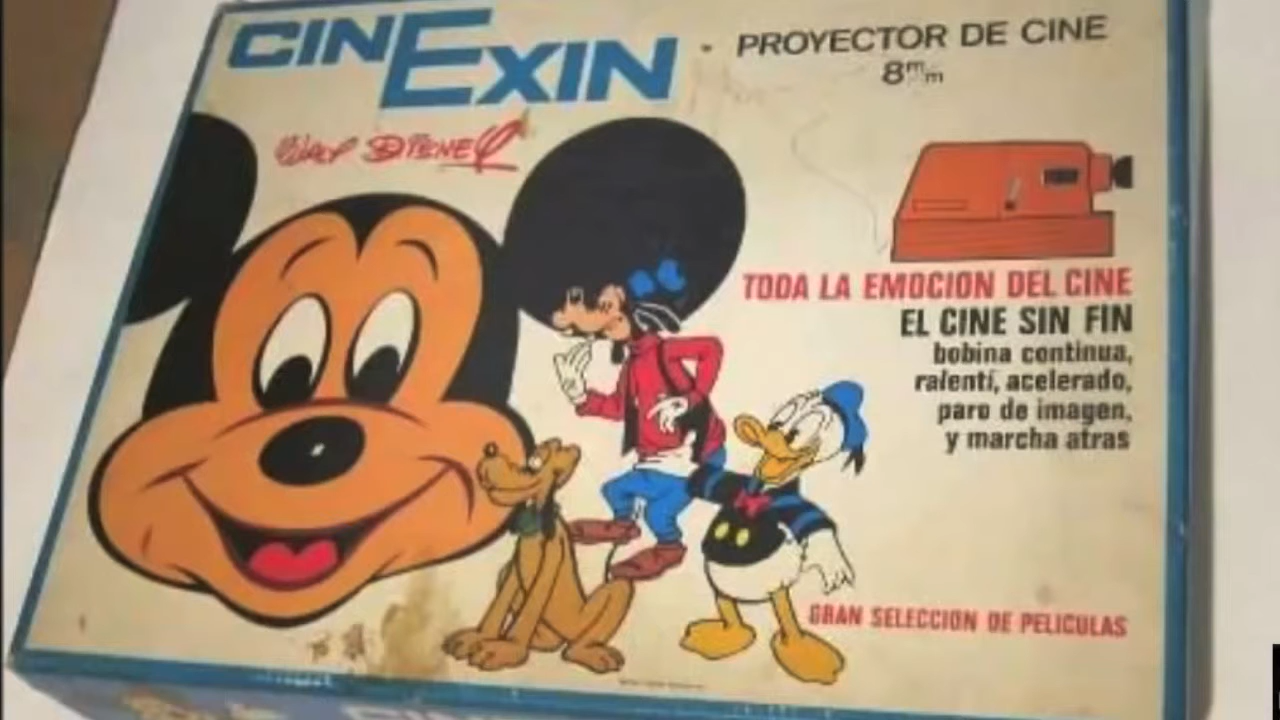 CINEXIN
PROYECTOR DE CINE
8mm
WALT DISNEY
TODA LA EMOCION DEL CINE
EL CINE SIN FIN
bobina continua,
ralentí, acelerado,
paro de imagen,
y marcha atras
GRAN SELECCION DE PELICULAS